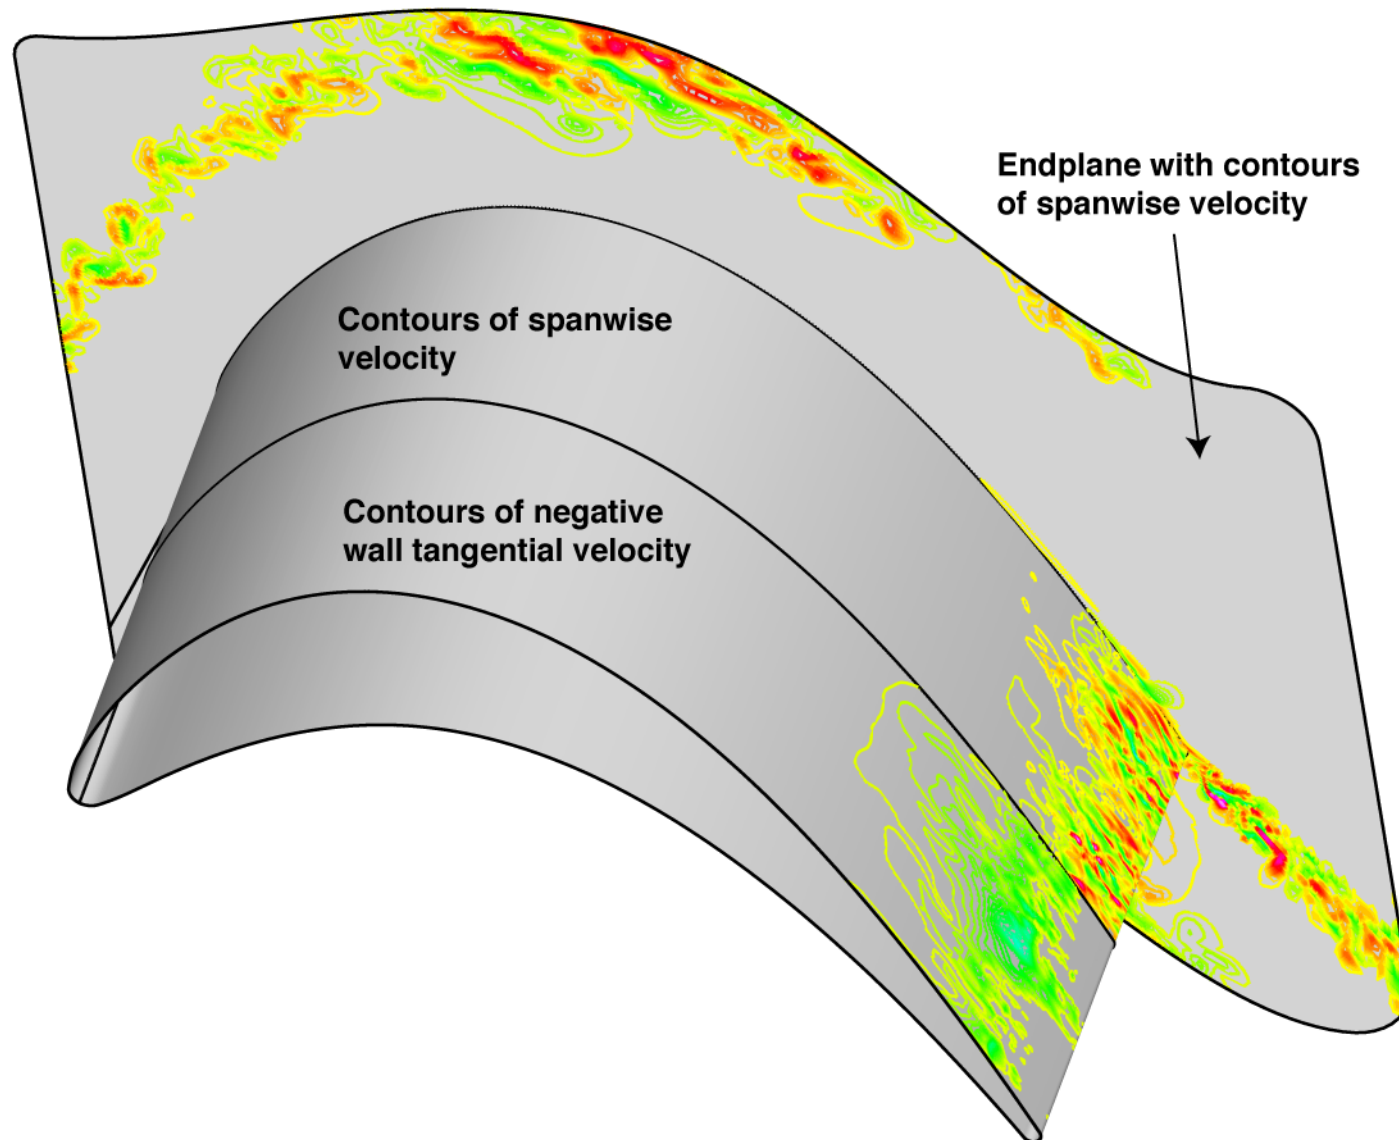 Endplane with contours
of spanwise velocity
Contours of spanwise
velocity
Contours of negative
wall tangential velocity